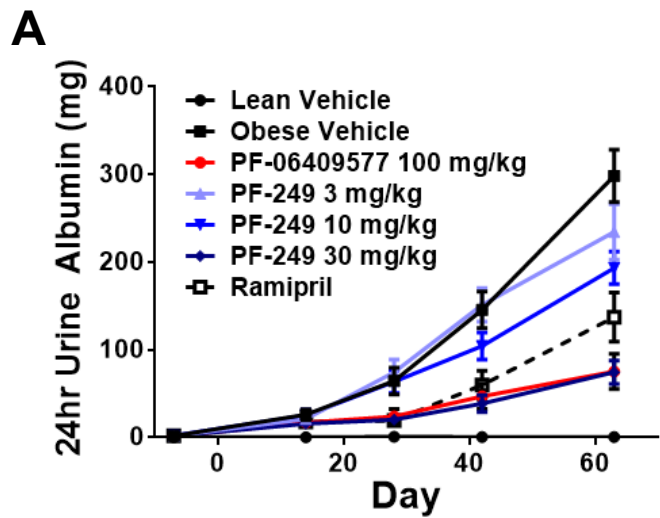 A
24hr Urine Albumin (mg)
400
300
200
100
0
Lean Vehicle
Obese Vehicle
PF-06409577 100 mg/kg
PF-249 3 mg/kg
PF-249 10 mg/kg
PF-249 30 mg/kg
Ramipril
0 20 40 60
Day